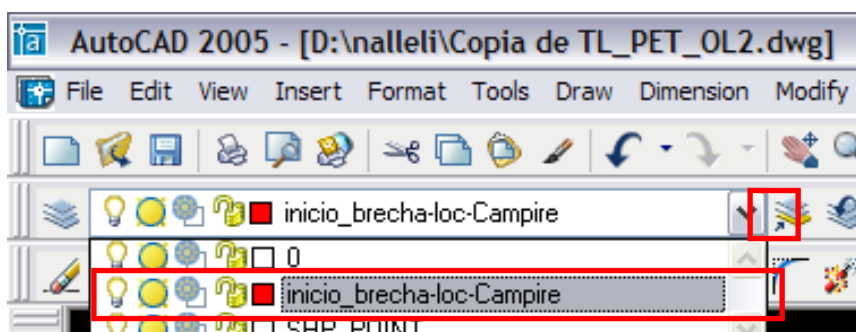 AutoCAD 2005 - [D:\nalleli\Copia de TL_PET_OL2.dwg]
File Edit View Insert Format Tools Draw Dimension Modify
inicio_brecha-loc-Campire
0
inicio_brecha-loc-Campire
SHP_POINT